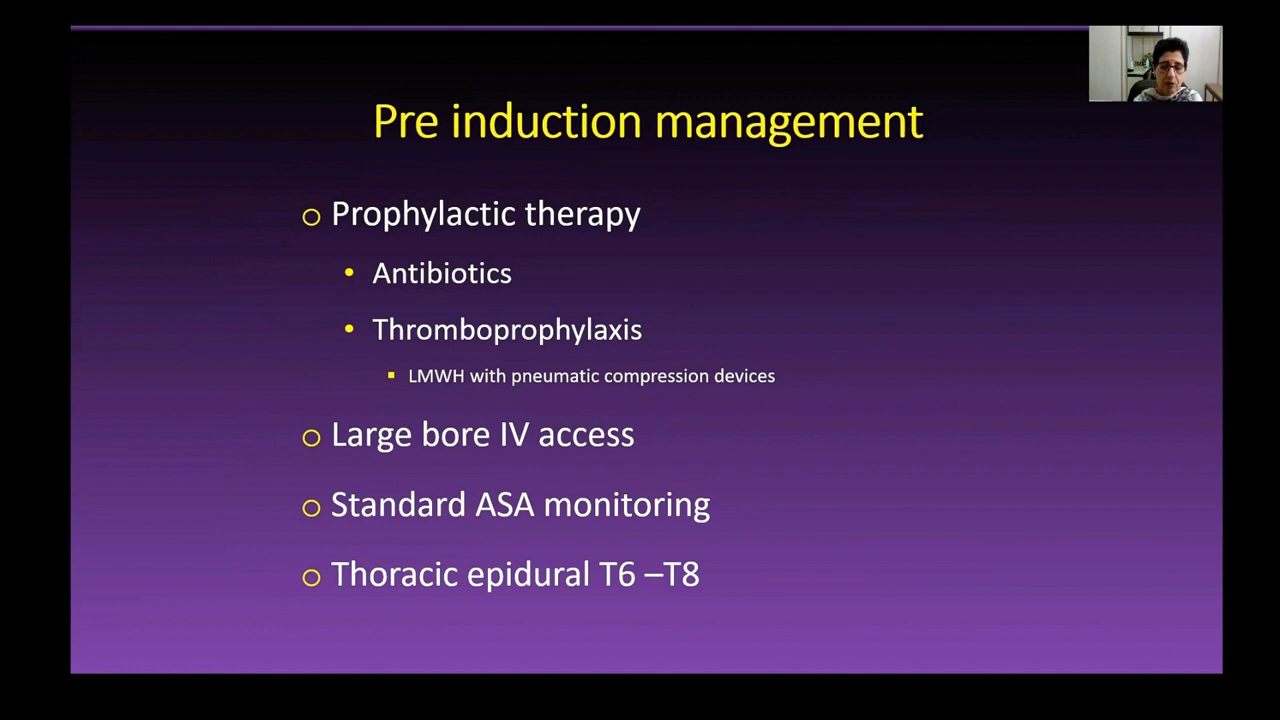 Pre induction management
Prophylactic therapy
Antibiotics
Thromboprophylaxis
LMWH with pneumatic compression devices
Large bore IV access
Standard ASA monitoring
Thoracic epidural T6 –T8